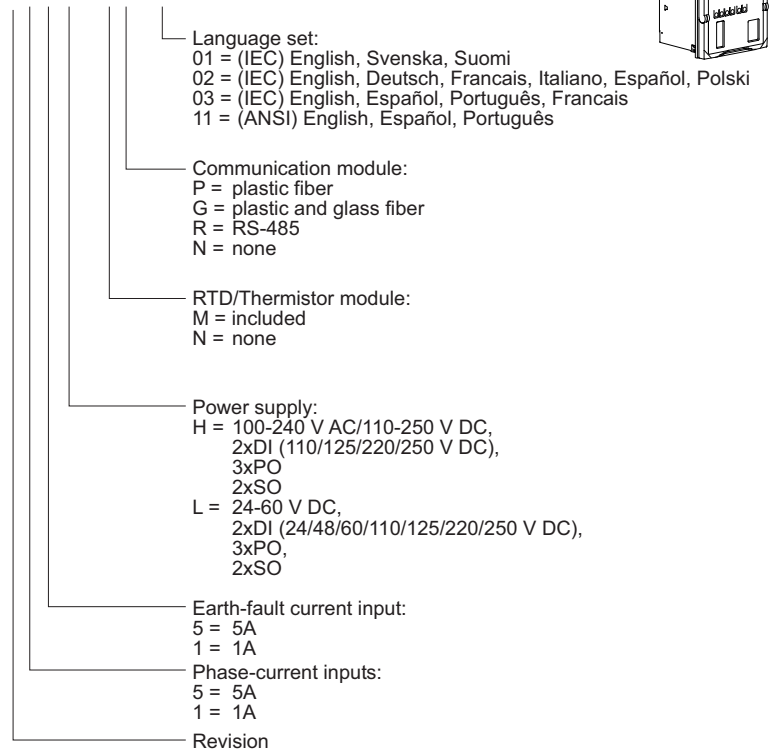 Language set:
01 = (IEC) English, Svenska, Suomi
02 = (IEC) English, Deutsch, Francais, Italiano, Español, Polski
03 = (IEC) English, Español, Português, Francais
11 = (ANSI) English, Español, Português
Communication module:
P = plastic fiber
G = plastic and glass fiber
R = RS-485
N = none
RTD/Thermistor module:
M = included
N = none
Power supply:
H = 100-240 V AC/110-250 V DC,
2xDI (110/125/220/250 V DC),
3xPO
2xSO
L = 24-60 V DC,
2xDI (24/48/60/110/125/220/250 V DC),
3xPO,
2xSO
Earth-fault current input:
5 = 5A
1 = 1A
Phase-current inputs:
5 = 5A
1 = 1A
Revision